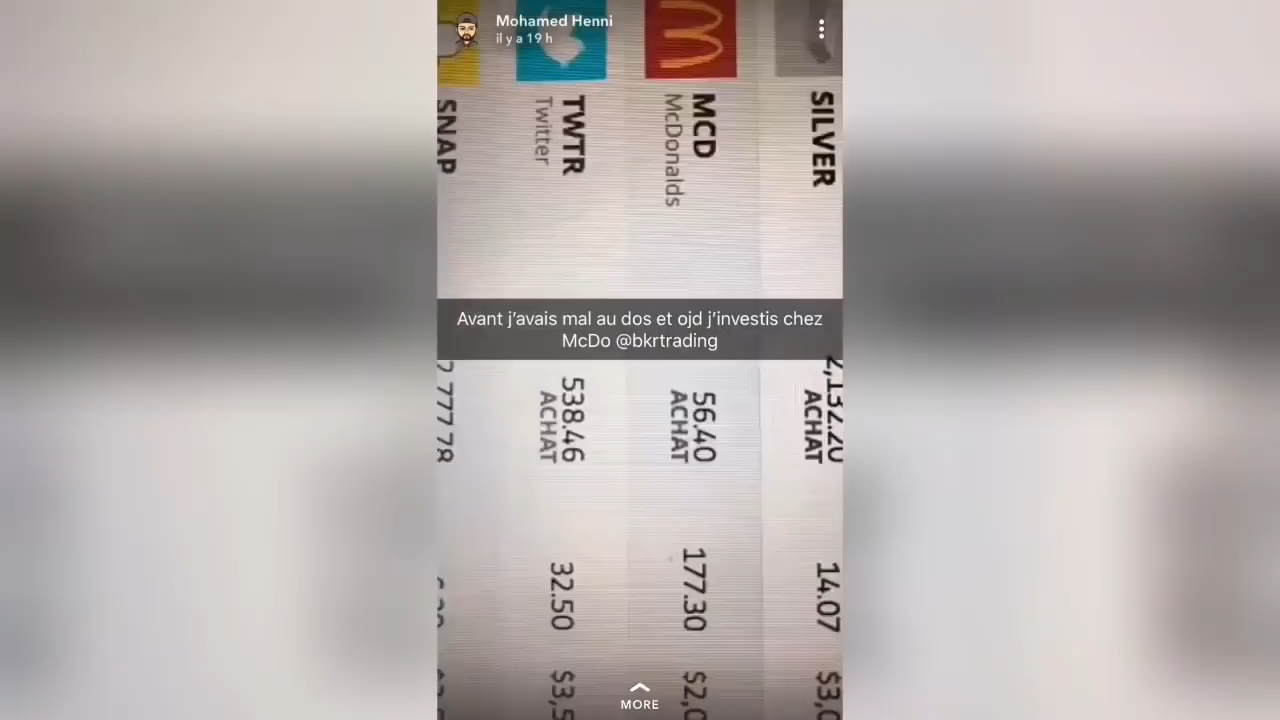 Mohamed Henni
il y a 19 h
SILVER
ACHAT
14.07
MCD
McDonalds
56.40
ACHAT
177.30
TWTR
Twitter
538.46
ACHAT
32.50
SNAP
Avant j'avais mal au dos et ojd j'investis chez
McDo @bkrtrading
MORE